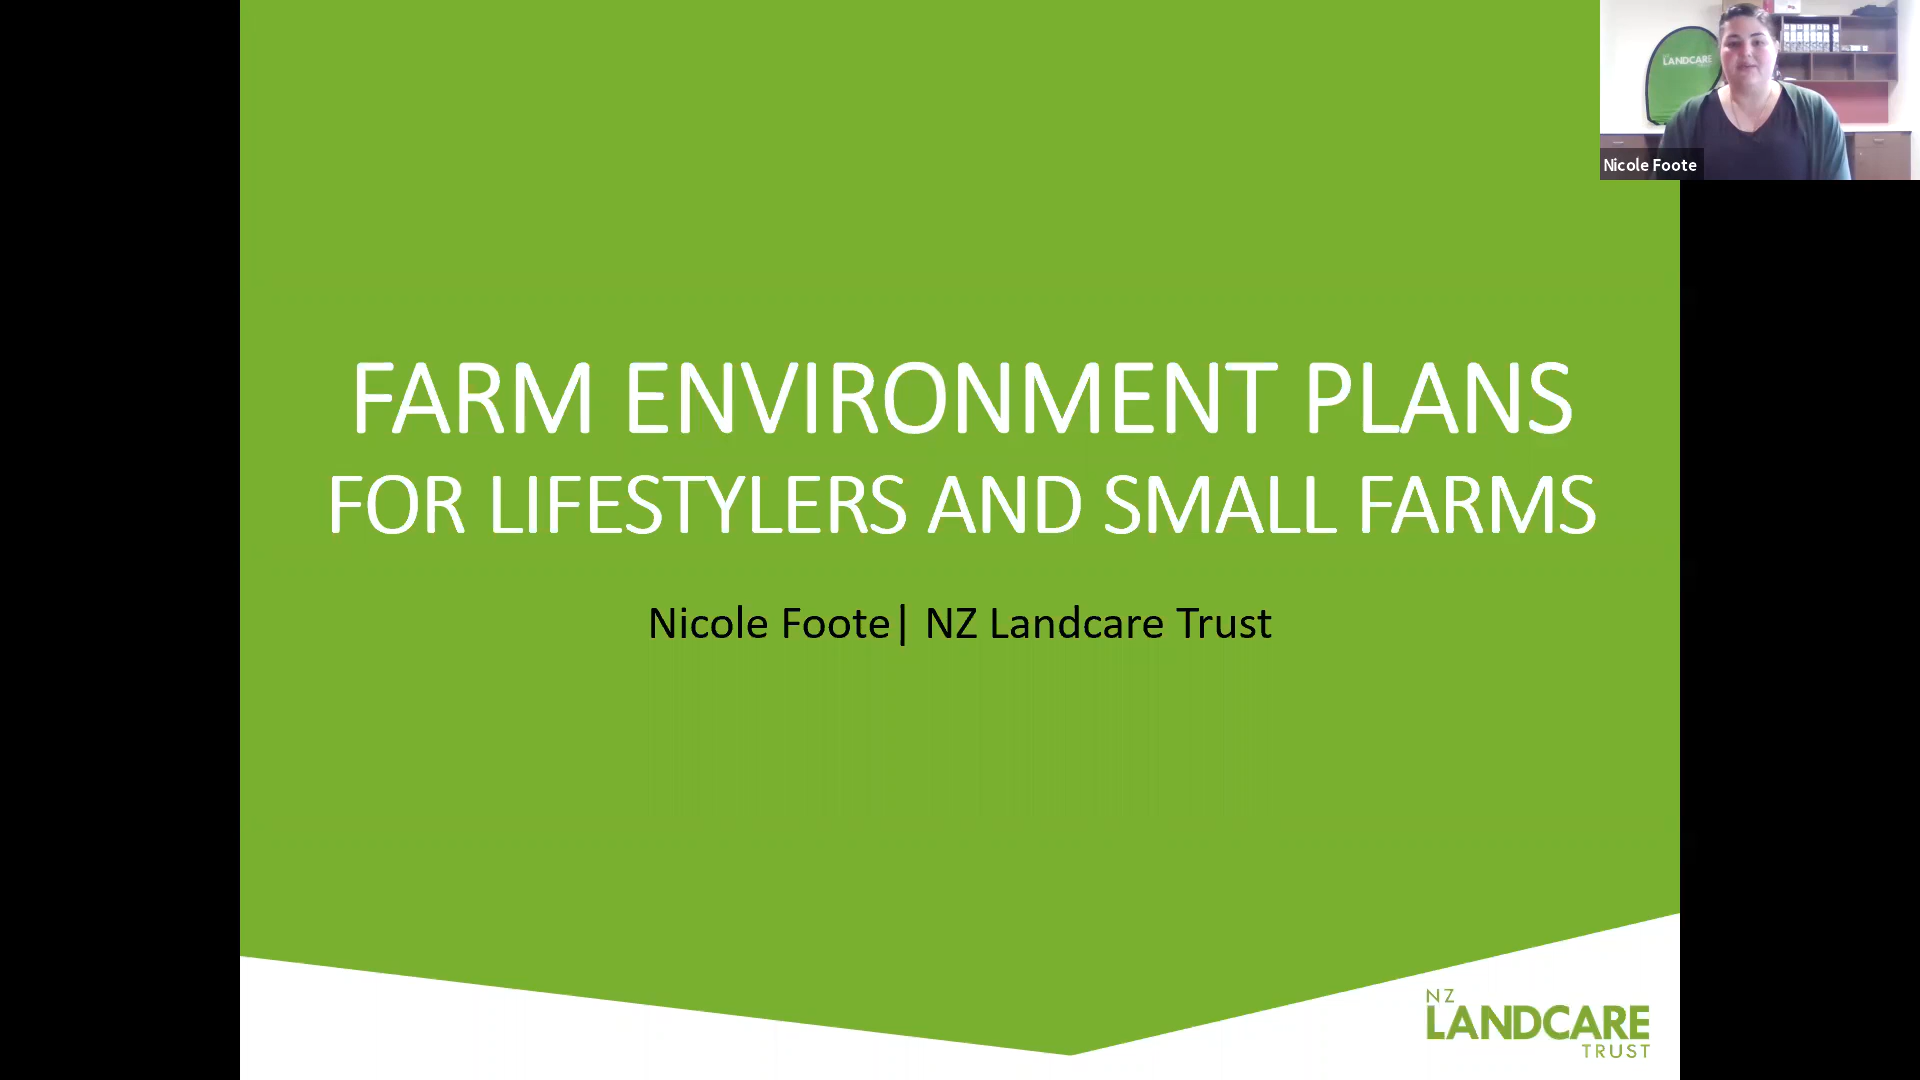 LANDCARE
Nicole Foote
FARM ENVIRONMENT PLANS
FOR LIFESTYLERS AND SMALL FARMS
Nicole Foote| NZ Landcare Trust
NZ
LANDCARE
TRUST